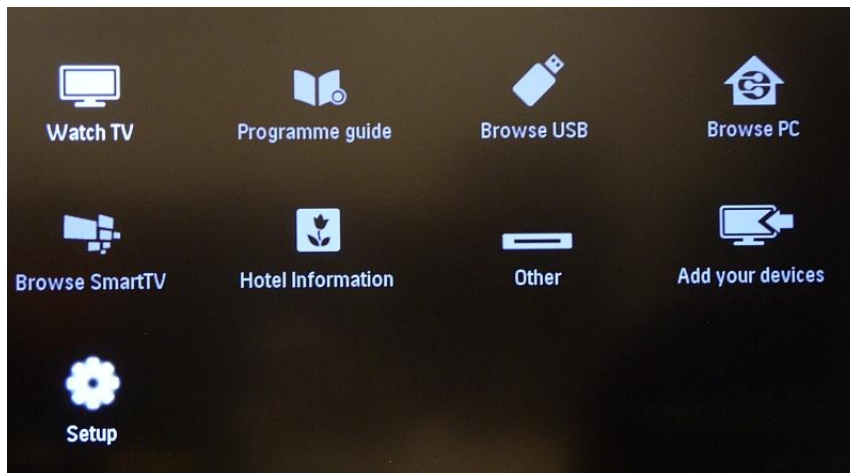 Watch TV
Programme guide
Browse USB
Browse PC
Browse SmartTV
Hotel Information
Other
Add your devices
Setup